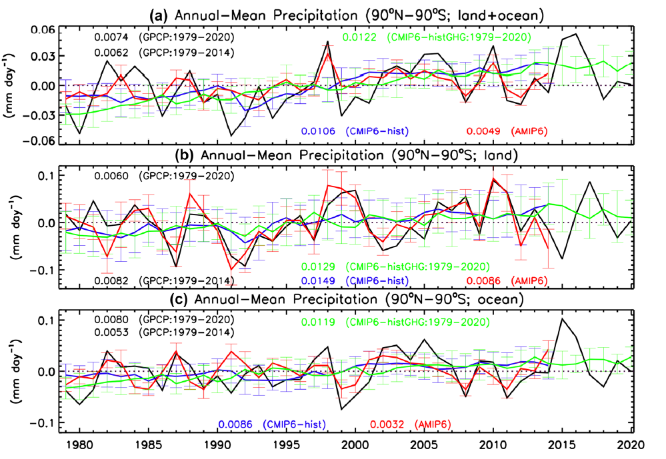 (a) Annual-Mean Precipitation (90°N-90°S; land+ocean)
0.0074 (GPCP:1979-2020)
0.0122 (CMIP6-histGHG:1979-2020)
0.0062 (GPCP:1979-2014)
0.06
0.03
0.00
-0.03
-0.06
(mm day⁻¹)
0.0106 (CMIP6-hist)
0.0049 (AMIP6)
(b) Annual-Mean Precipitation (90°N-90°S; land)
0.0060 (GPCP:1979-2020)
0.1
0.0
-0.1
(mm day⁻¹)
0.0129 (CMIP6-histGHG:1979-2020)
0.0082 (GPCP:1979-2014)
0.0149 (CMIP6-hist)
0.0086 (AMIP6)
(c) Annual-Mean Precipitation (90°N-90°S; ocean)
0.0080 (GPCP:1979-2020)
0.0119 (CMIP6-histGHG:1979-2020)
0.0053 (GPCP:1979-2014)
0.1
0.0
-0.1
(mm day⁻¹)
0.0086 (CMIP6-hist)
0.0032 (AMIP6)
1980 1985 1990 1995 2000 2005 2010 2015 2020